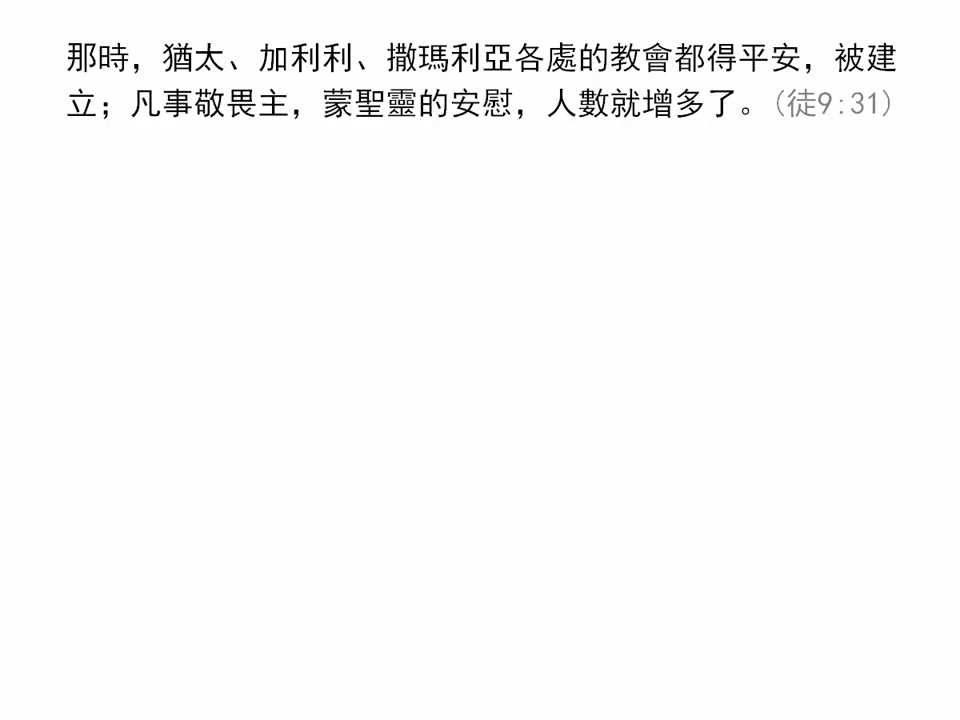 那時，猶太、加利利、撒瑪利亞各處的教會都得平安，被建
立；凡事敬畏主，蒙聖靈的安慰，人數就增多了。(徒9:31)